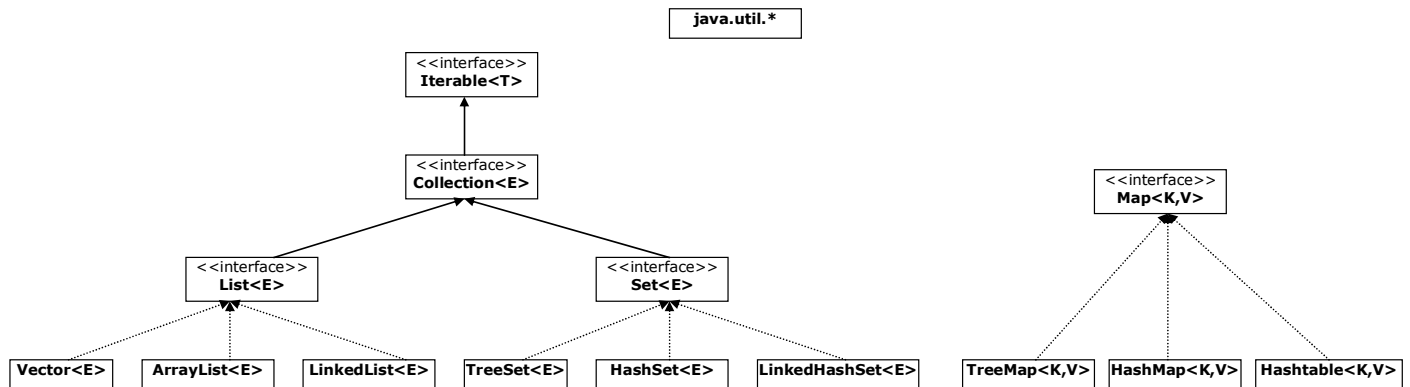 java.util.*
<<interface>>
Iterable<T>
<<interface>>
Collection<E>
<<interface>>
Map<K,V>
<<interface>>
List<E>
<<interface>>
Set<E>
Vector<E>
ArrayList<E>
LinkedList<E>
TreeSet<E>
HashSet<E>
LinkedHashSet<E>
TreeMap<K,V>
HashMap<K,V>
Hashtable<K,V>